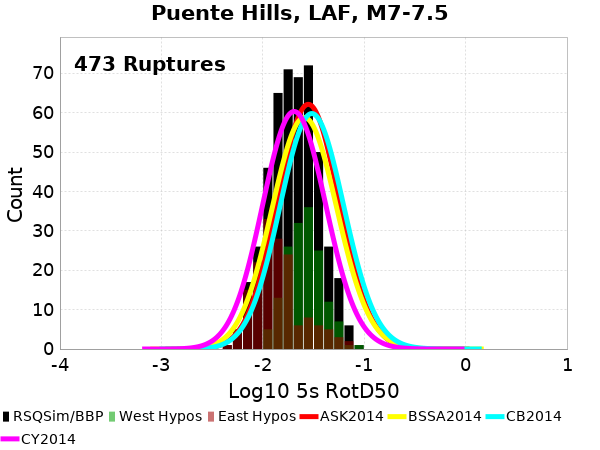 Puente Hills, LAF, M7-7.5
473 Ruptures
70
60
50
40
30
20
10
0
Count
-4 -3 -2 -1 0 1
Log10 5s RotD50
RSQSim/BBP West Hypos East Hypos ASK2014 BSSA2014 CB2014
CY2014